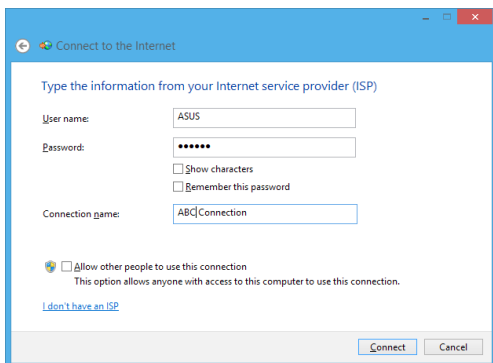 Connect to the Internet
Type the information from your Internet service provider (ISP)
User name: ASUS
Password: ••••••
Show characters
Remember this password
Connection name: ABC Connection
Allow other people to use this connection
This option allows anyone with access to this computer to use this connection.
I don't have an ISP
Connect Cancel